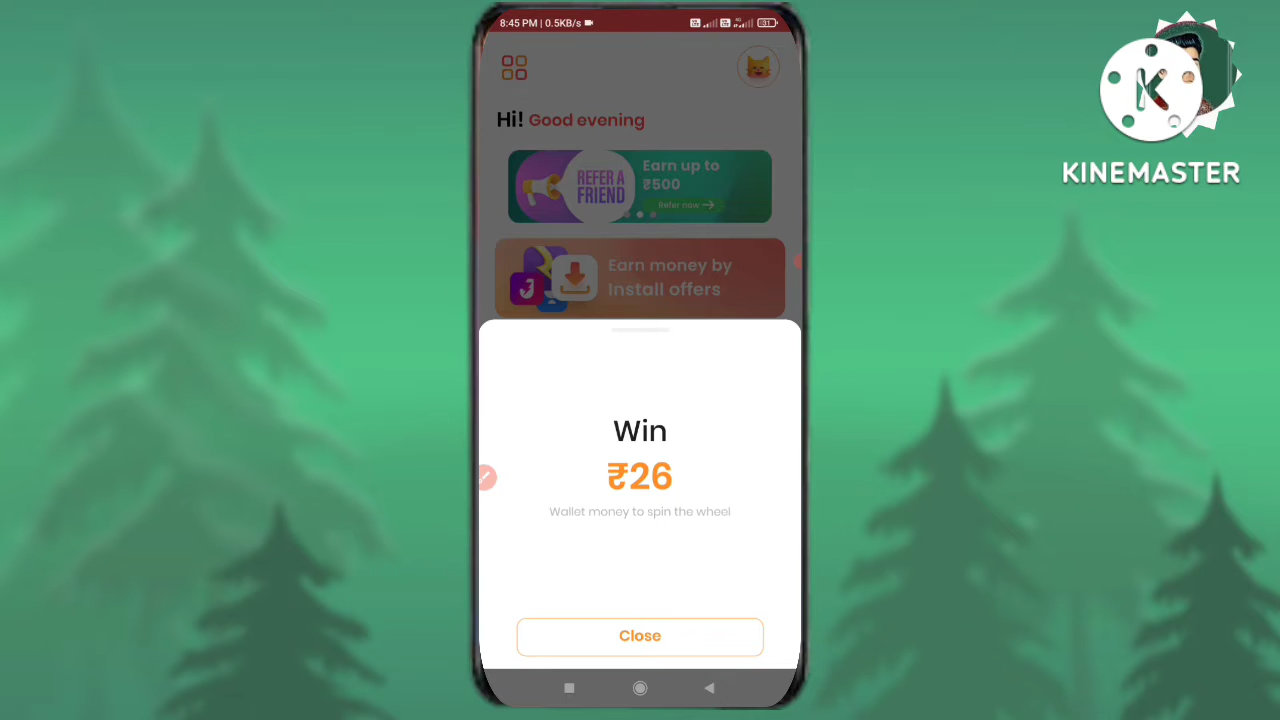 8:45 PM | 0.5KB/s
31
Hi! Good evening
REFER A
FRIEND
Earn up to
₹500
Refer now →
Earn money by
Install offers
Win
₹26
Wallet money to spin the wheel
Close
K
KINEMASTER